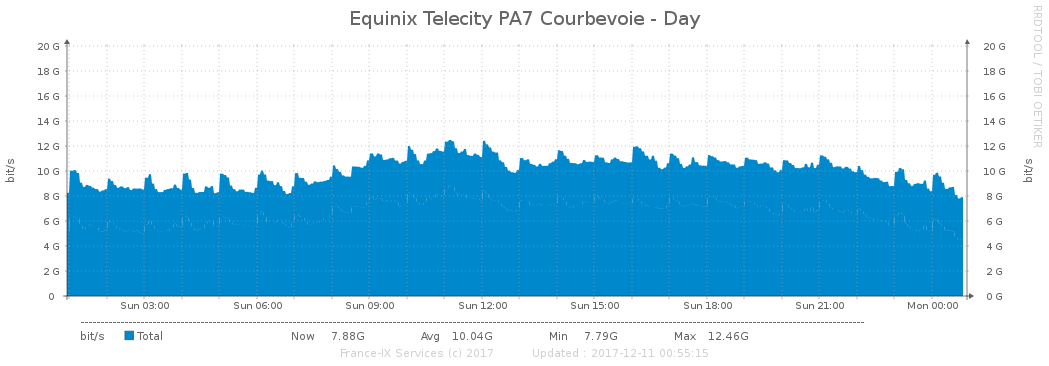 Equinix Telecity PA7 Courbevoie - Day
RRDTOOL / TOBI OETIKER
bit/s
20 G 20 G
18 G 18 G
16 G 16 G
14 G 14 G
12 G 12 G
10 G 10 G
8 G 8 G
6 G 6 G
4 G 4 G
2 G 2 G
0 0 G
bit/s
Sun 03:00 Sun 06:00 Sun 09:00 Sun 12:00 Sun 15:00 Sun 18:00 Sun 21:00 Mon 00:00
bit/s Total Now 7.88G Avg 10.04G Min 7.79G Max 12.46G
France-IX Services (c) 2017 Updated : 2017-12-11 00:55:15